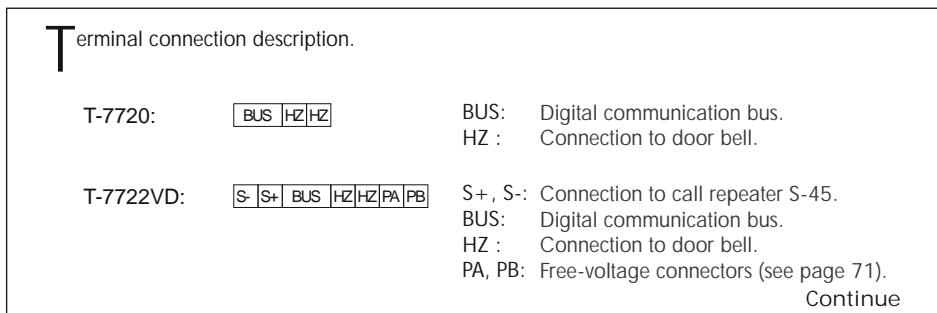 Terminal connection description.
T-7720: BUS HZ HZ BUS: Digital communication bus.
HZ : Connection to door bell.
T-7722VD: S- S+ BUS HZ HZ PA PB S+, S-: Connection to call repeater S-45.
BUS: Digital communication bus.
HZ : Connection to door bell.
PA, PB: Free-voltage connectors (see page 71).
Continue